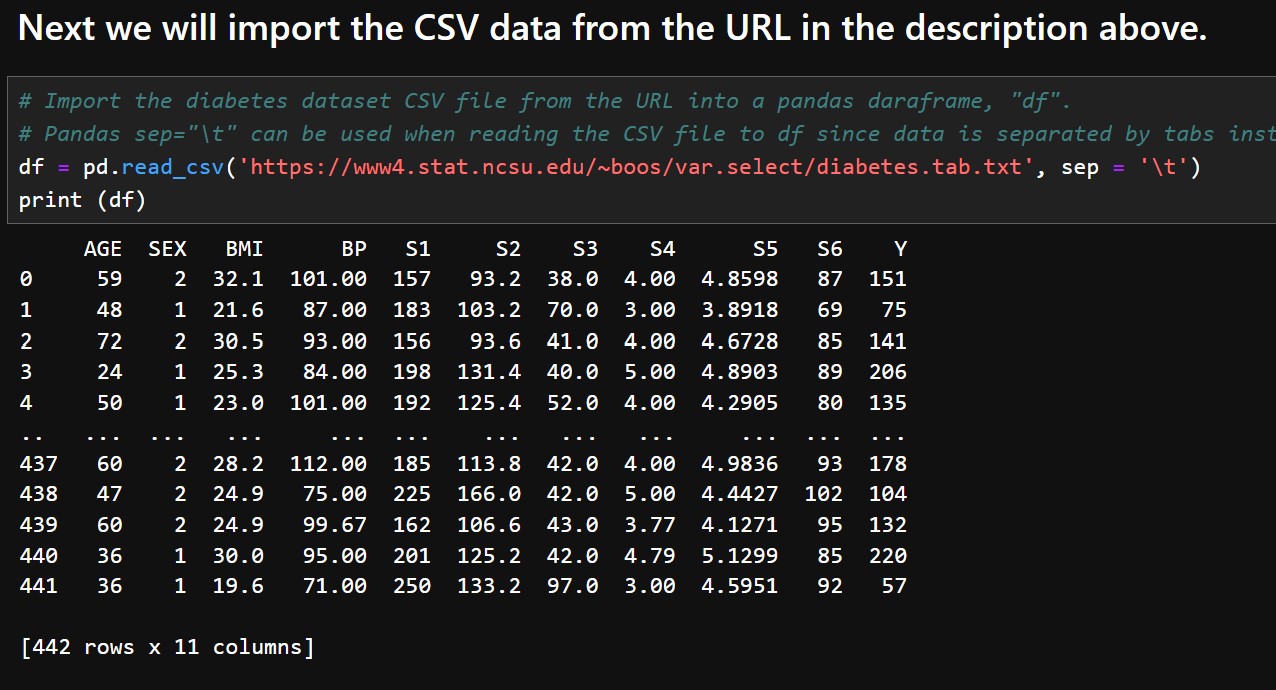 Next we will import the CSV data from the URL in the description above.
# Import the diabetes dataset CSV file from the URL into a pandas daraframe, "df".
# Pandas sep="\t" can be used when reading the CSV file to df since data is separated by tabs inst
df = pd.read_csv('https://www4.stat.ncsu.edu/~boos/var.select/diabetes.tab.txt', sep = '\t')
print (df)
AGE SEX BMI BP S1 S2 S3 S4 S5 S6 Y
0 59 2 32.1 101.00 157 93.2 38.0 4.00 4.8598 87 151
1 48 1 21.6 87.00 183 103.2 70.0 3.00 3.8918 69 75
2 72 2 30.5 93.00 156 93.6 41.0 4.00 4.6728 85 141
3 24 1 25.3 84.00 198 131.4 40.0 5.00 4.8903 89 206
4 50 1 23.0 101.00 192 125.4 52.0 4.00 4.2905 80 135
.. ... ... ... ... ... ... ... ... ... ... ...
437 60 2 28.2 112.00 185 113.8 42.0 4.00 4.9836 93 178
438 47 2 24.9 75.00 225 166.0 42.0 5.00 4.4427 102 104
439 60 2 24.9 99.67 162 106.6 43.0 3.77 4.1271 95 132
440 36 1 30.0 95.00 201 125.2 42.0 4.79 5.1299 85 220
441 36 1 19.6 71.00 250 133.2 97.0 3.00 4.5951 92 57
[442 rows x 11 columns]